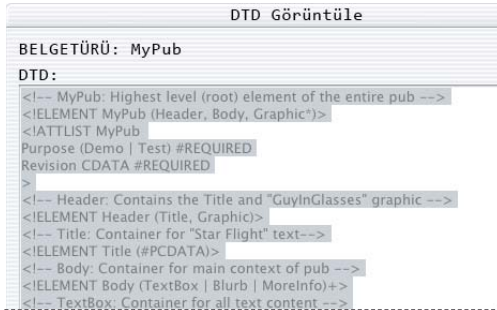 DTD Görüntüle
BELGETÜRÜ: MyPub
DTD:
<!-- MyPub: Highest level (root) element of the entire pub -->
<!ELEMENT MyPub (Header, Body, Graphic*)>
<!ATTLIST MyPub
Purpose (Demo | Test) #REQUIRED
Revision CDATA #REQUIRED
>
<!-- Header: Contains the Title and "GuyInGlasses" graphic -->
<!ELEMENT Header (Title, Graphic)>
<!-- Title: Container for "Star Flight" text-->
<!ELEMENT Title (#PCDATA)>
<!-- Body: Container for main context of pub -->
<!ELEMENT Body (TextBox | Blurb | MoreInfo)+>
<!-- TextBox: Container for all text content -->